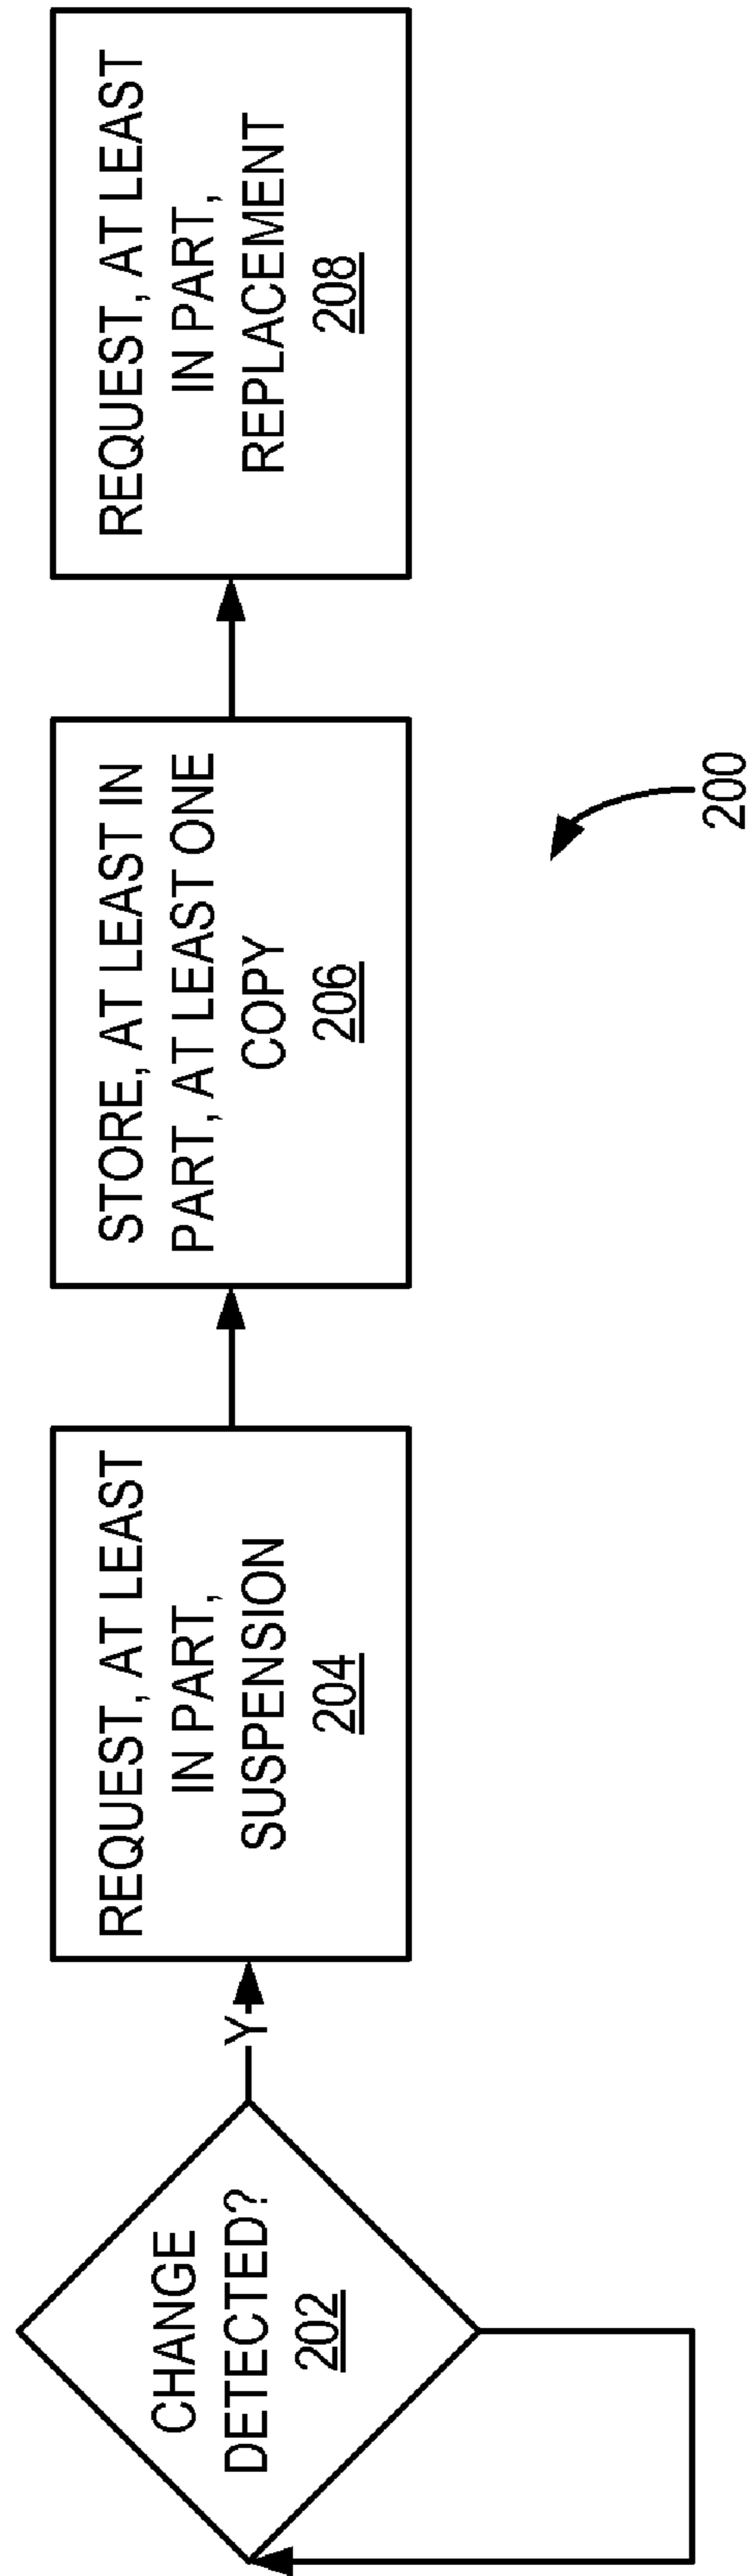 CHANGE
DETECTED?
202
Y
REQUEST, AT LEAST
IN PART,
SUSPENSION
204
STORE, AT LEAST IN
PART, AT LEAST ONE
COPY
206
REQUEST, AT LEAST
IN PART,
REPLACEMENT
208
200